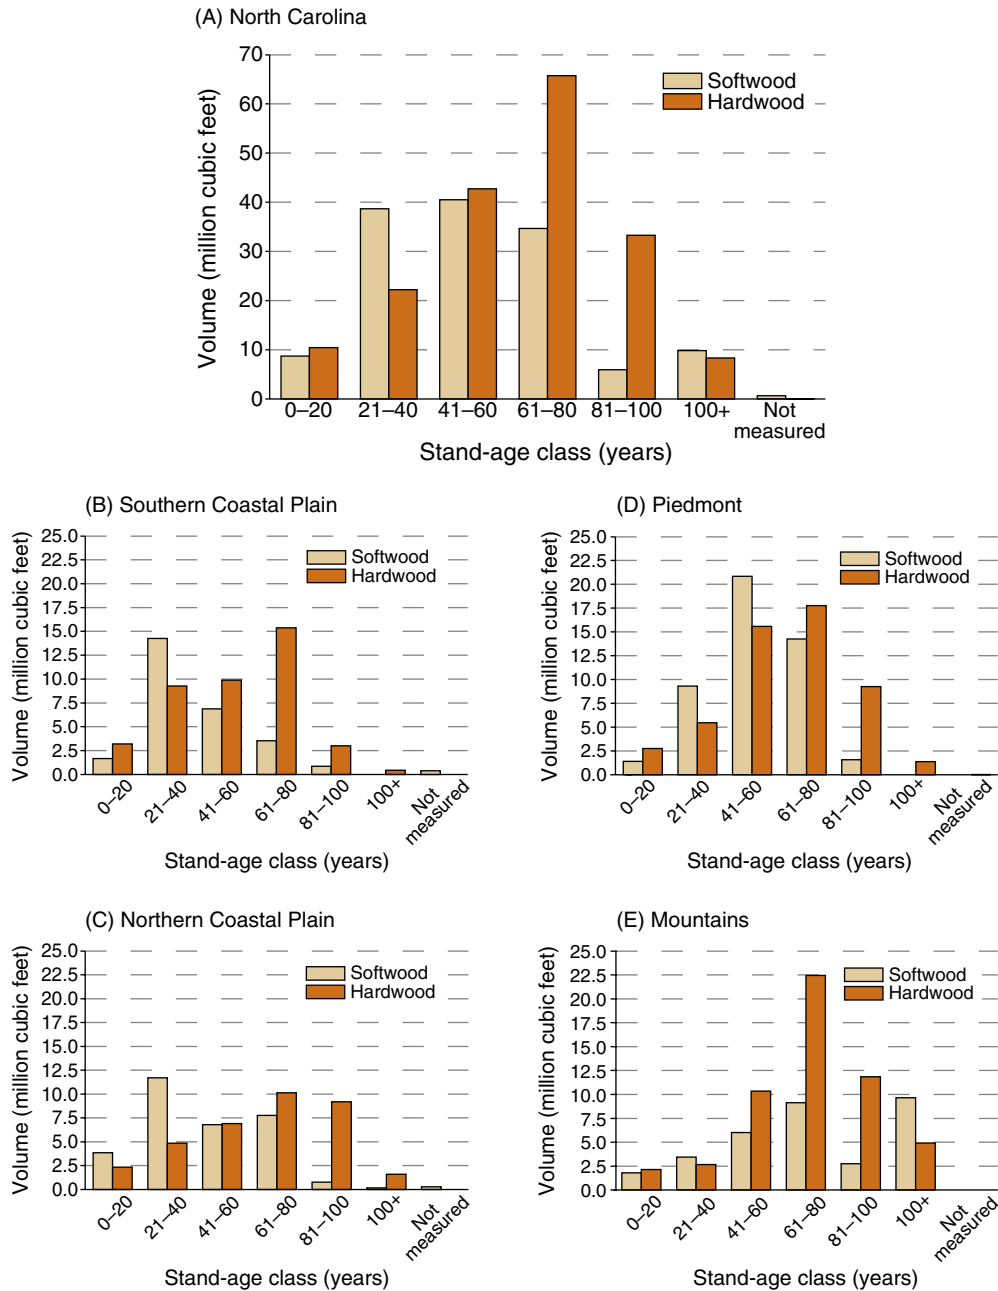 (A) North Carolina
Volume (million cubic feet)
70
60
50
40
30
20
10
0
Softwood
Hardwood
0–20 21–40 41–60 61–80 81–100 100+ Not
measured
Stand-age class (years)
(B) Southern Coastal Plain
Volume (million cubic feet)
25.0
22.5
20.0
17.5
15.0
12.5
10.0
7.5
5.0
2.5
0.0
Softwood
Hardwood
0–20 21–40 41–60 61–80 81–100 100+ Not
measured
Stand-age class (years)
(D) Piedmont
Volume (million cubic feet)
25.0
22.5
20.0
17.5
15.0
12.5
10.0
7.5
5.0
2.5
0.0
Softwood
Hardwood
0–20 21–40 41–60 61–80 81–100 100+ Not
measured
Stand-age class (years)
(C) Northern Coastal Plain
Volume (million cubic feet)
25.0
22.5
20.0
17.5
15.0
12.5
10.0
7.5
5.0
2.5
0.0
Softwood
Hardwood
0–20 21–40 41–60 61–80 81–100 100+ Not
measured
Stand-age class (years)
(E) Mountains
Volume (million cubic feet)
25.0
22.5
20.0
17.5
15.0
12.5
10.0
7.5
5.0
2.5
0.0
Softwood
Hardwood
0–20 21–40 41–60 61–80 81–100 100+ Not
measured
Stand-age class (years)